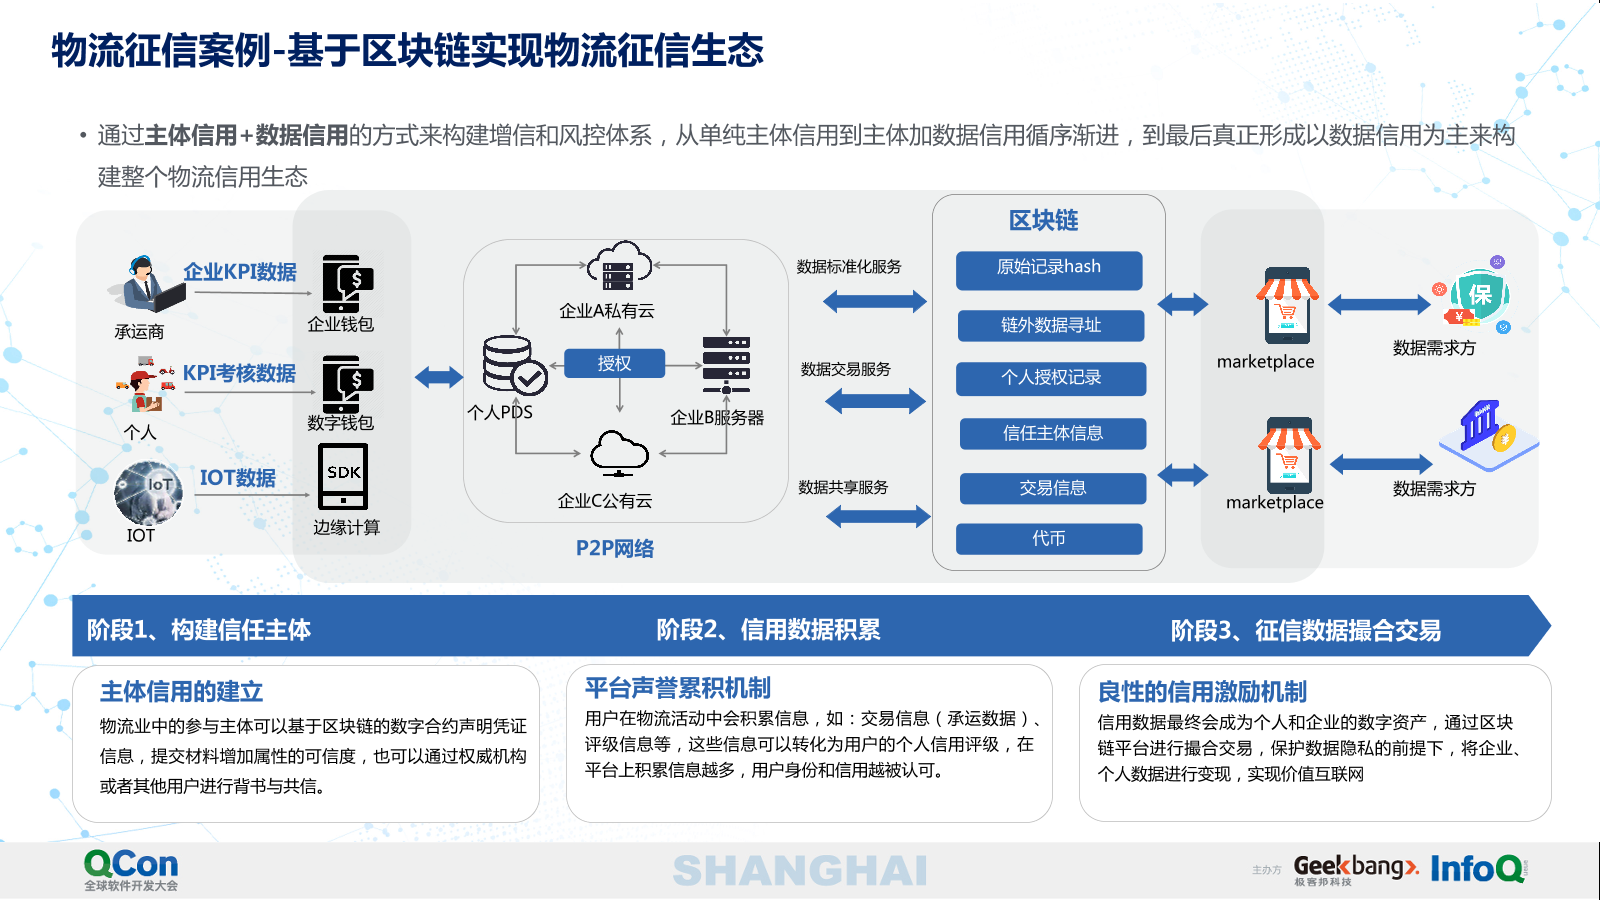 物流征信案例-基于区块链实现物流征信生态
• 通过主体信用+数据信用的方式来构建增信和风控体系，从单纯主体信用到主体加数据信用循序渐进，到最后真正形成以数据信用为主来构
建整个物流信用生态
承运商
企业KPI数据
企业钱包
个人
KPI考核数据
数字钱包
IoT
IOT
IOT数据
SDK
边缘计算
企业A私有云
授权
个人PDS
企业B服务器
企业C公有云
P2P网络
数据标准化服务
数据交易服务
数据共享服务
区块链
原始记录hash
链外数据寻址
个人授权记录
信任主体信息
交易信息
代币
marketplace
marketplace
保
数据需求方
数据需求方
阶段1、构建信任主体
阶段2、信用数据积累
阶段3、征信数据撮合交易
主体信用的建立
物流业中的参与主体可以基于区块链的数字合约声明凭证
信息，提交材料增加属性的可信度，也可以通过权威机构
或者其他用户进行背书与共信。
平台声誉累积机制
用户在物流活动中会积累信息，如：交易信息（承运数据）、
评级信息等，这些信息可以转化为用户的个人信用评级，在
平台上积累信息越多，用户身份和信用越被认可。
良性的信用激励机制
信用数据最终会成为个人和企业的数字资产，通过区块
链平台进行撮合交易，保护数据隐私的前提下，将企业、
个人数据进行变现，实现价值互联网
QCon
全球软件开发大会
SHANGHAI
主办方
Geekbang>.
极客邦科技
InfoQ